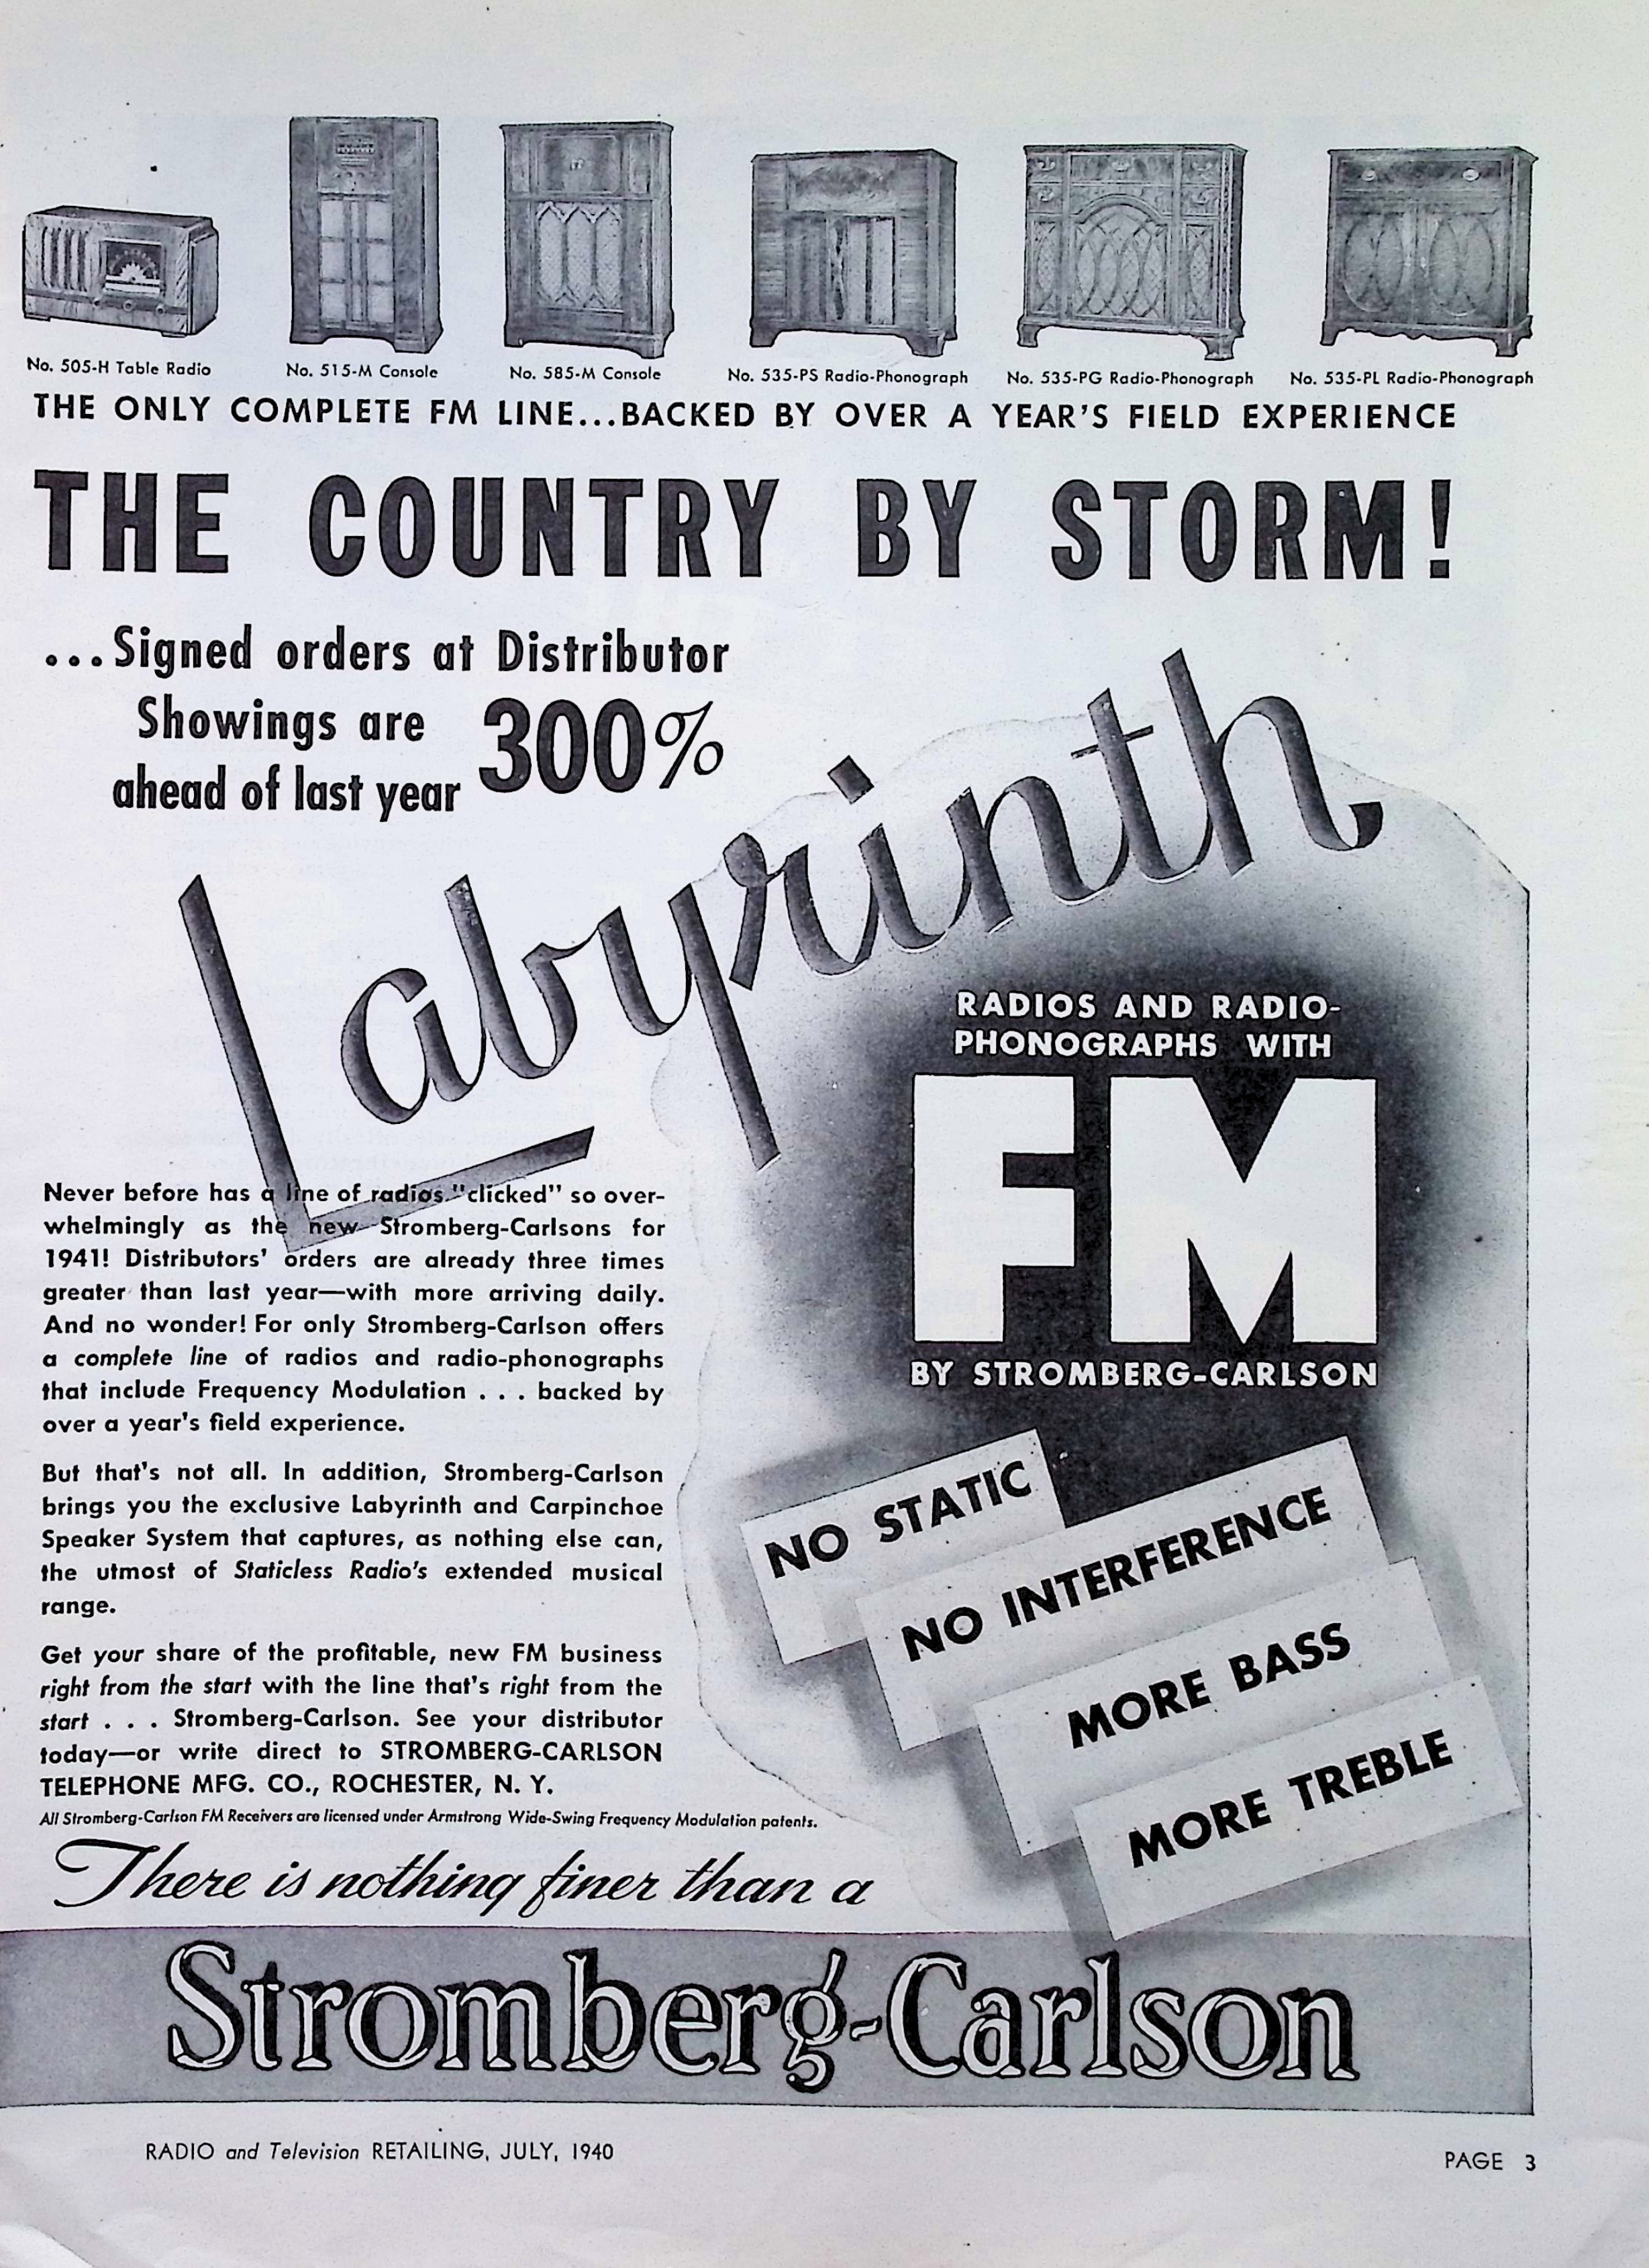 No. 505-H Table Radio
No. 515-M Console
No. 585-M Console
No. 535-PS Radio-Phonograph
No. 535-PG Radio-Phonograph
No. 535-PL Radio-Phonograph
THE ONLY COMPLETE FM LINE...BACKED BY OVER A YEAR'S FIELD EXPERIENCE
THE COUNTRY BY STORM!
...Signed orders at Distributor
Showings are
ahead of last year 300%
Labyrinth
RADIOS AND RADIO-
PHONOGRAPHS WITH
FM
BY STROMBERG-CARLSON
Never before has a line of radios "clicked" so over-
whelmingly as the new Stromberg-Carlsons for
1941! Distributors' orders are already three times
greater than last year—with more arriving daily.
And no wonder! For only Stromberg-Carlson offers
a complete line of radios and radio-phonographs
that include Frequency Modulation . . . backed by
over a year's field experience.
But that's not all. In addition, Stromberg-Carlson
brings you the exclusive Labyrinth and Carpinchoe
Speaker System that captures, as nothing else can,
the utmost of Staticless Radio's extended musical
range.
Get your share of the profitable, new FM business
right from the start with the line that's right from the
start . . . Stromberg-Carlson. See your distributor
today—or write direct to STROMBERG-CARLSON
TELEPHONE MFG. CO., ROCHESTER, N. Y.
All Stromberg-Carlson FM Receivers are licensed under Armstrong Wide-Swing Frequency Modulation patents.
NO STATIC
NO INTERFERENCE
MORE BASS
MORE TREBLE
There is nothing finer than a
Stromberg-Carlson
RADIO and Television RETAILING, JULY, 1940
PAGE 3